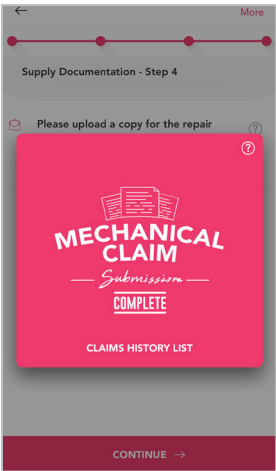 More
Supply Documentation - Step 4
Please upload a copy for the repair
MECHANICAL
CLAIM
Submission
COMPLETE
CLAIMS HISTORY LIST
CONTINUE →